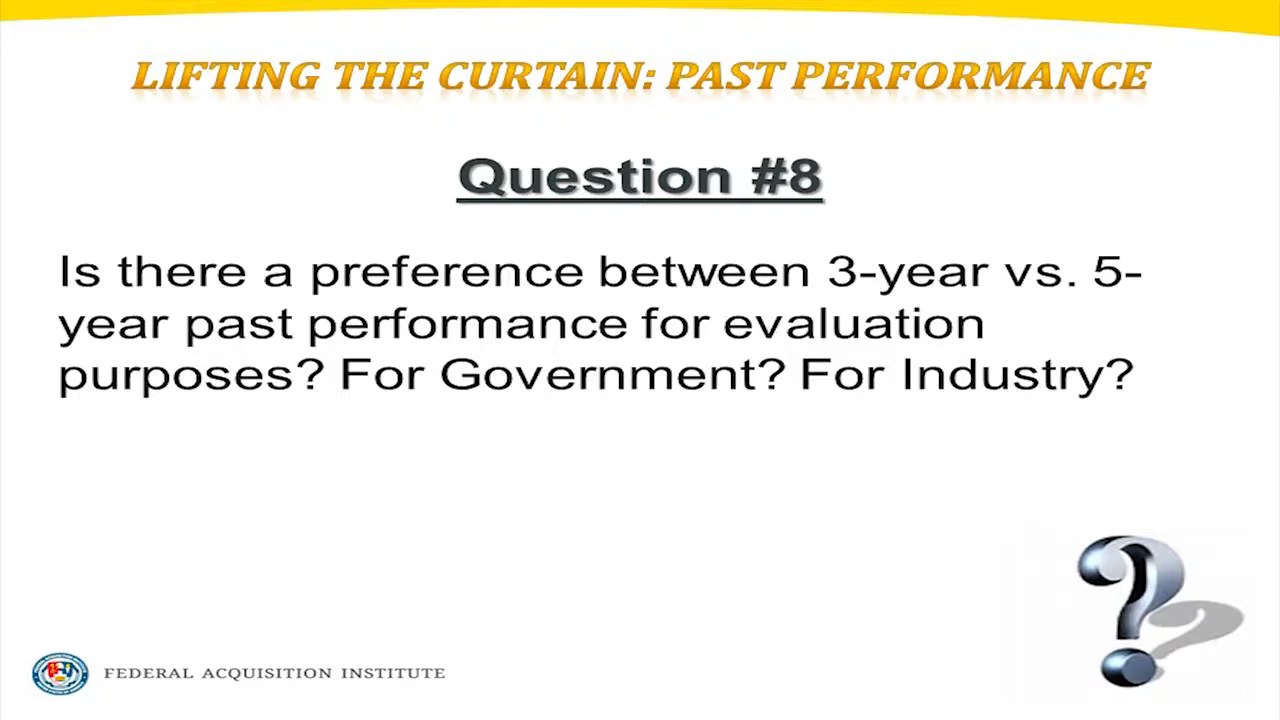 LIFTING THE CURTAIN: PAST PERFORMANCE
Question #8
Is there a preference between 3-year vs. 5-
year past performance for evaluation
purposes? For Government? For Industry?
FEDERAL ACQUISITION INSTITUTE